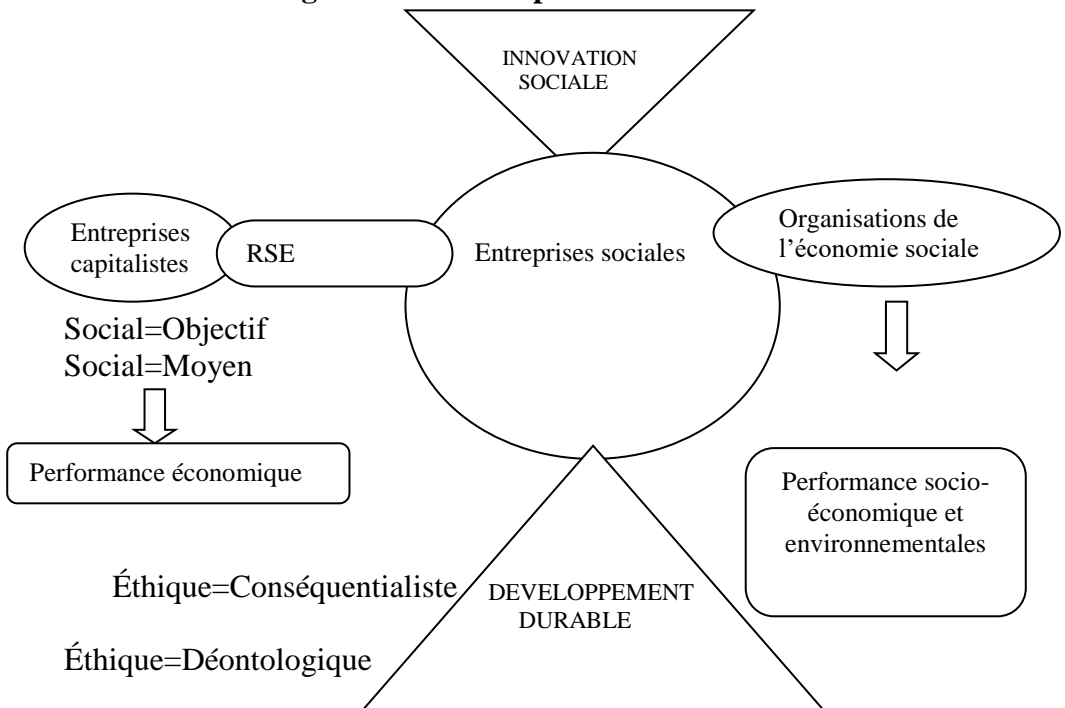 INNOVATION
SOCIALE
Entreprises
capitalistes
RSE
Entreprises sociales
Organisations de
l’économie sociale
Social=Objectif
Social=Moyen
Performance économique
Performance socio-
économique et
environnementales
Éthique=Conséquentialiste
DEVELOPPEMENT
DURABLE
Éthique=Déontologique